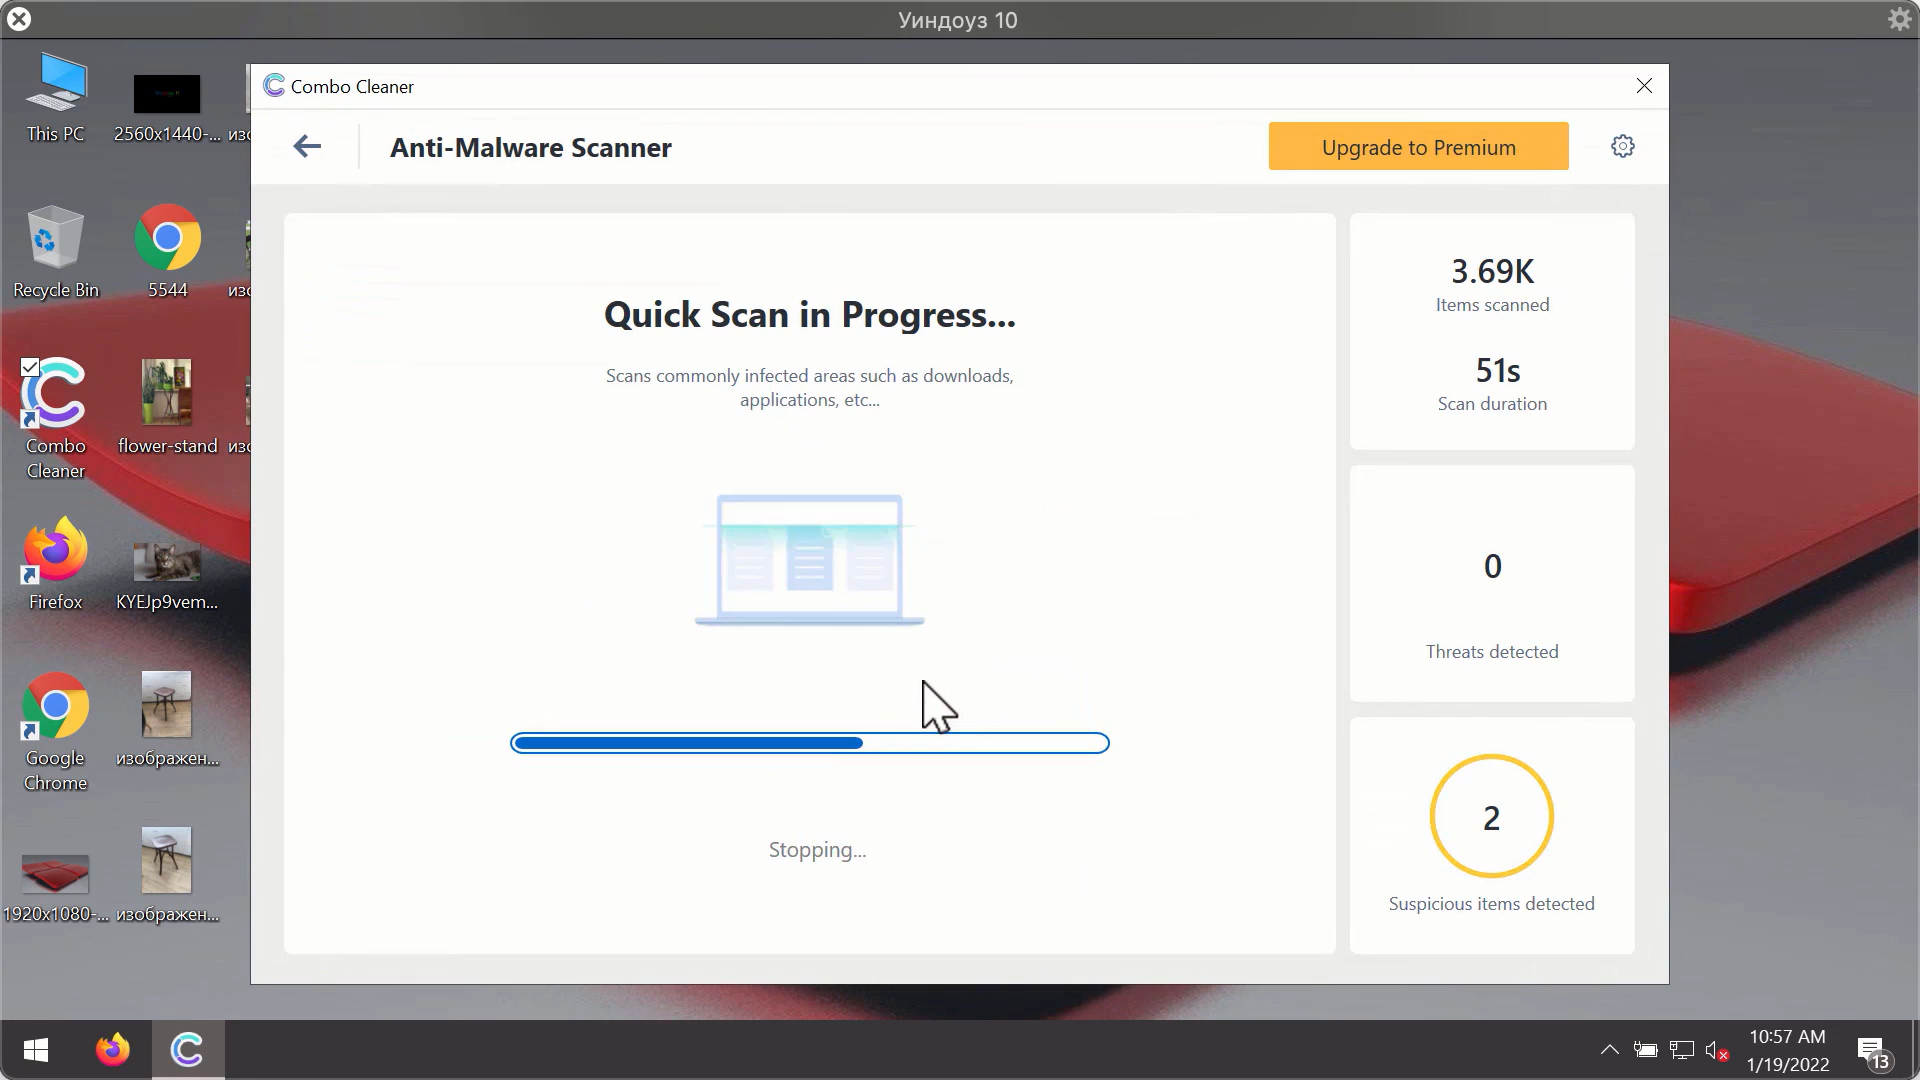 Уиндоуз 10
This PC
2560x1440-...
изо
Combo Cleaner
Anti-Malware Scanner
Upgrade to Premium
Recycle Bin
5544
изо
Quick Scan in Progress...
Scans commonly infected areas such as downloads,
applications, etc...
3.69K
Items scanned
51s
Scan duration
Combo
Cleaner
flower-stand
изо
Firefox
KYEJp9vem...
0
Threats detected
Google
Chrome
изображен...
Stopping...
2
Suspicious items detected
1920x1080-...
изображен...
10:57 AM
1/19/2022
13